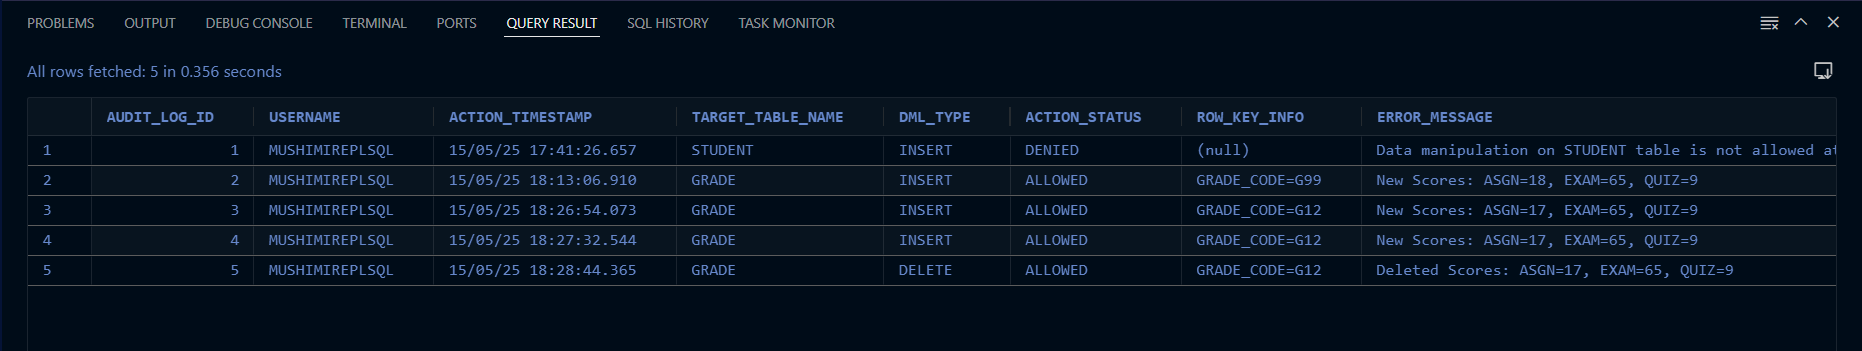 PROBLEMS OUTPUT DEBUG CONSOLE TERMINAL PORTS QUERY RESULT SQL HISTORY TASK MONITOR
All rows fetched: 5 in 0.356 seconds
AUDIT_LOG_ID USERNAME ACTION_TIMESTAMP TARGET_TABLE_NAME DML_TYPE ACTION_STATUS ROW_KEY_INFO ERROR_MESSAGE
1 1 MUSHIMIREPLSQL 15/05/25 17:41:26.657 STUDENT INSERT DENIED (null) Data manipulation on STUDENT table is not allowed at
2 2 MUSHIMIREPLSQL 15/05/25 18:13:06.910 GRADE INSERT ALLOWED GRADE_CODE=G99 New Scores: ASGN=18, EXAM=65, QUIZ=9
3 3 MUSHIMIREPLSQL 15/05/25 18:26:54.073 GRADE INSERT ALLOWED GRADE_CODE=G12 New Scores: ASGN=17, EXAM=65, QUIZ=9
4 4 MUSHIMIREPLSQL 15/05/25 18:27:32.544 GRADE INSERT ALLOWED GRADE_CODE=G12 New Scores: ASGN=17, EXAM=65, QUIZ=9
5 5 MUSHIMIREPLSQL 15/05/25 18:28:44.365 GRADE DELETE ALLOWED GRADE_CODE=G12 Deleted Scores: ASGN=17, EXAM=65, QUIZ=9